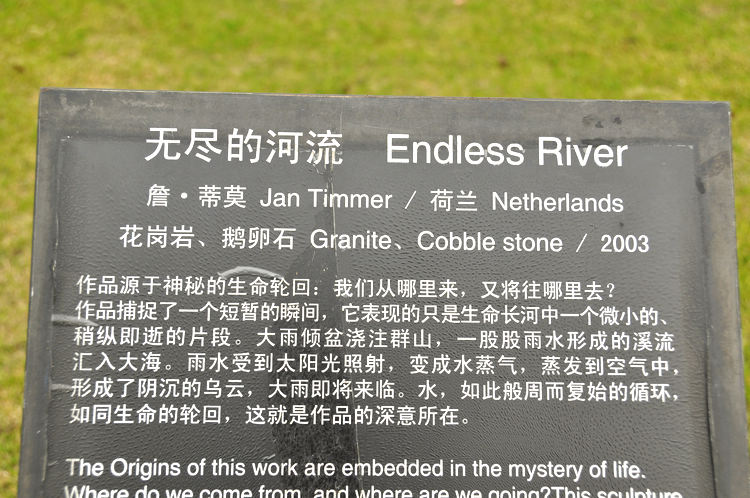 无尽的河流 Endless River
詹·蒂莫 Jan Timmer / 荷兰 Netherlands
花岗岩、鹅卵石 Granite、Cobble stone / 2003
作品源于神秘的生命轮回：我们从哪里来，又将往哪里去？
作品捕捉了一个短暂的瞬间，它表现的只是生命长河中一个微小的、
稍纵即逝的片段。大雨倾盆浇注群山，一股股雨水形成的溪流
汇入大海。雨水受到太阳光照射，变成水蒸气，蒸发到空气中，
形成了阴沉的乌云，大雨即将来临。水，如此般周而复始的循环，
如同生命的轮回，这就是作品的深意所在。
The Origins of this work are embedded in the mystery of life.
Where do we come from, and where are we going?This sculpture